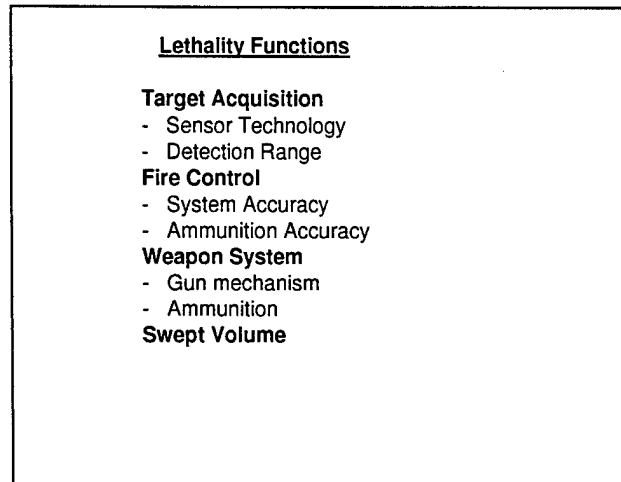 Lethality Functions
Target Acquisition
- Sensor Technology
- Detection Range
Fire Control
- System Accuracy
- Ammunition Accuracy
Weapon System
- Gun mechanism
- Ammunition
Swept Volume